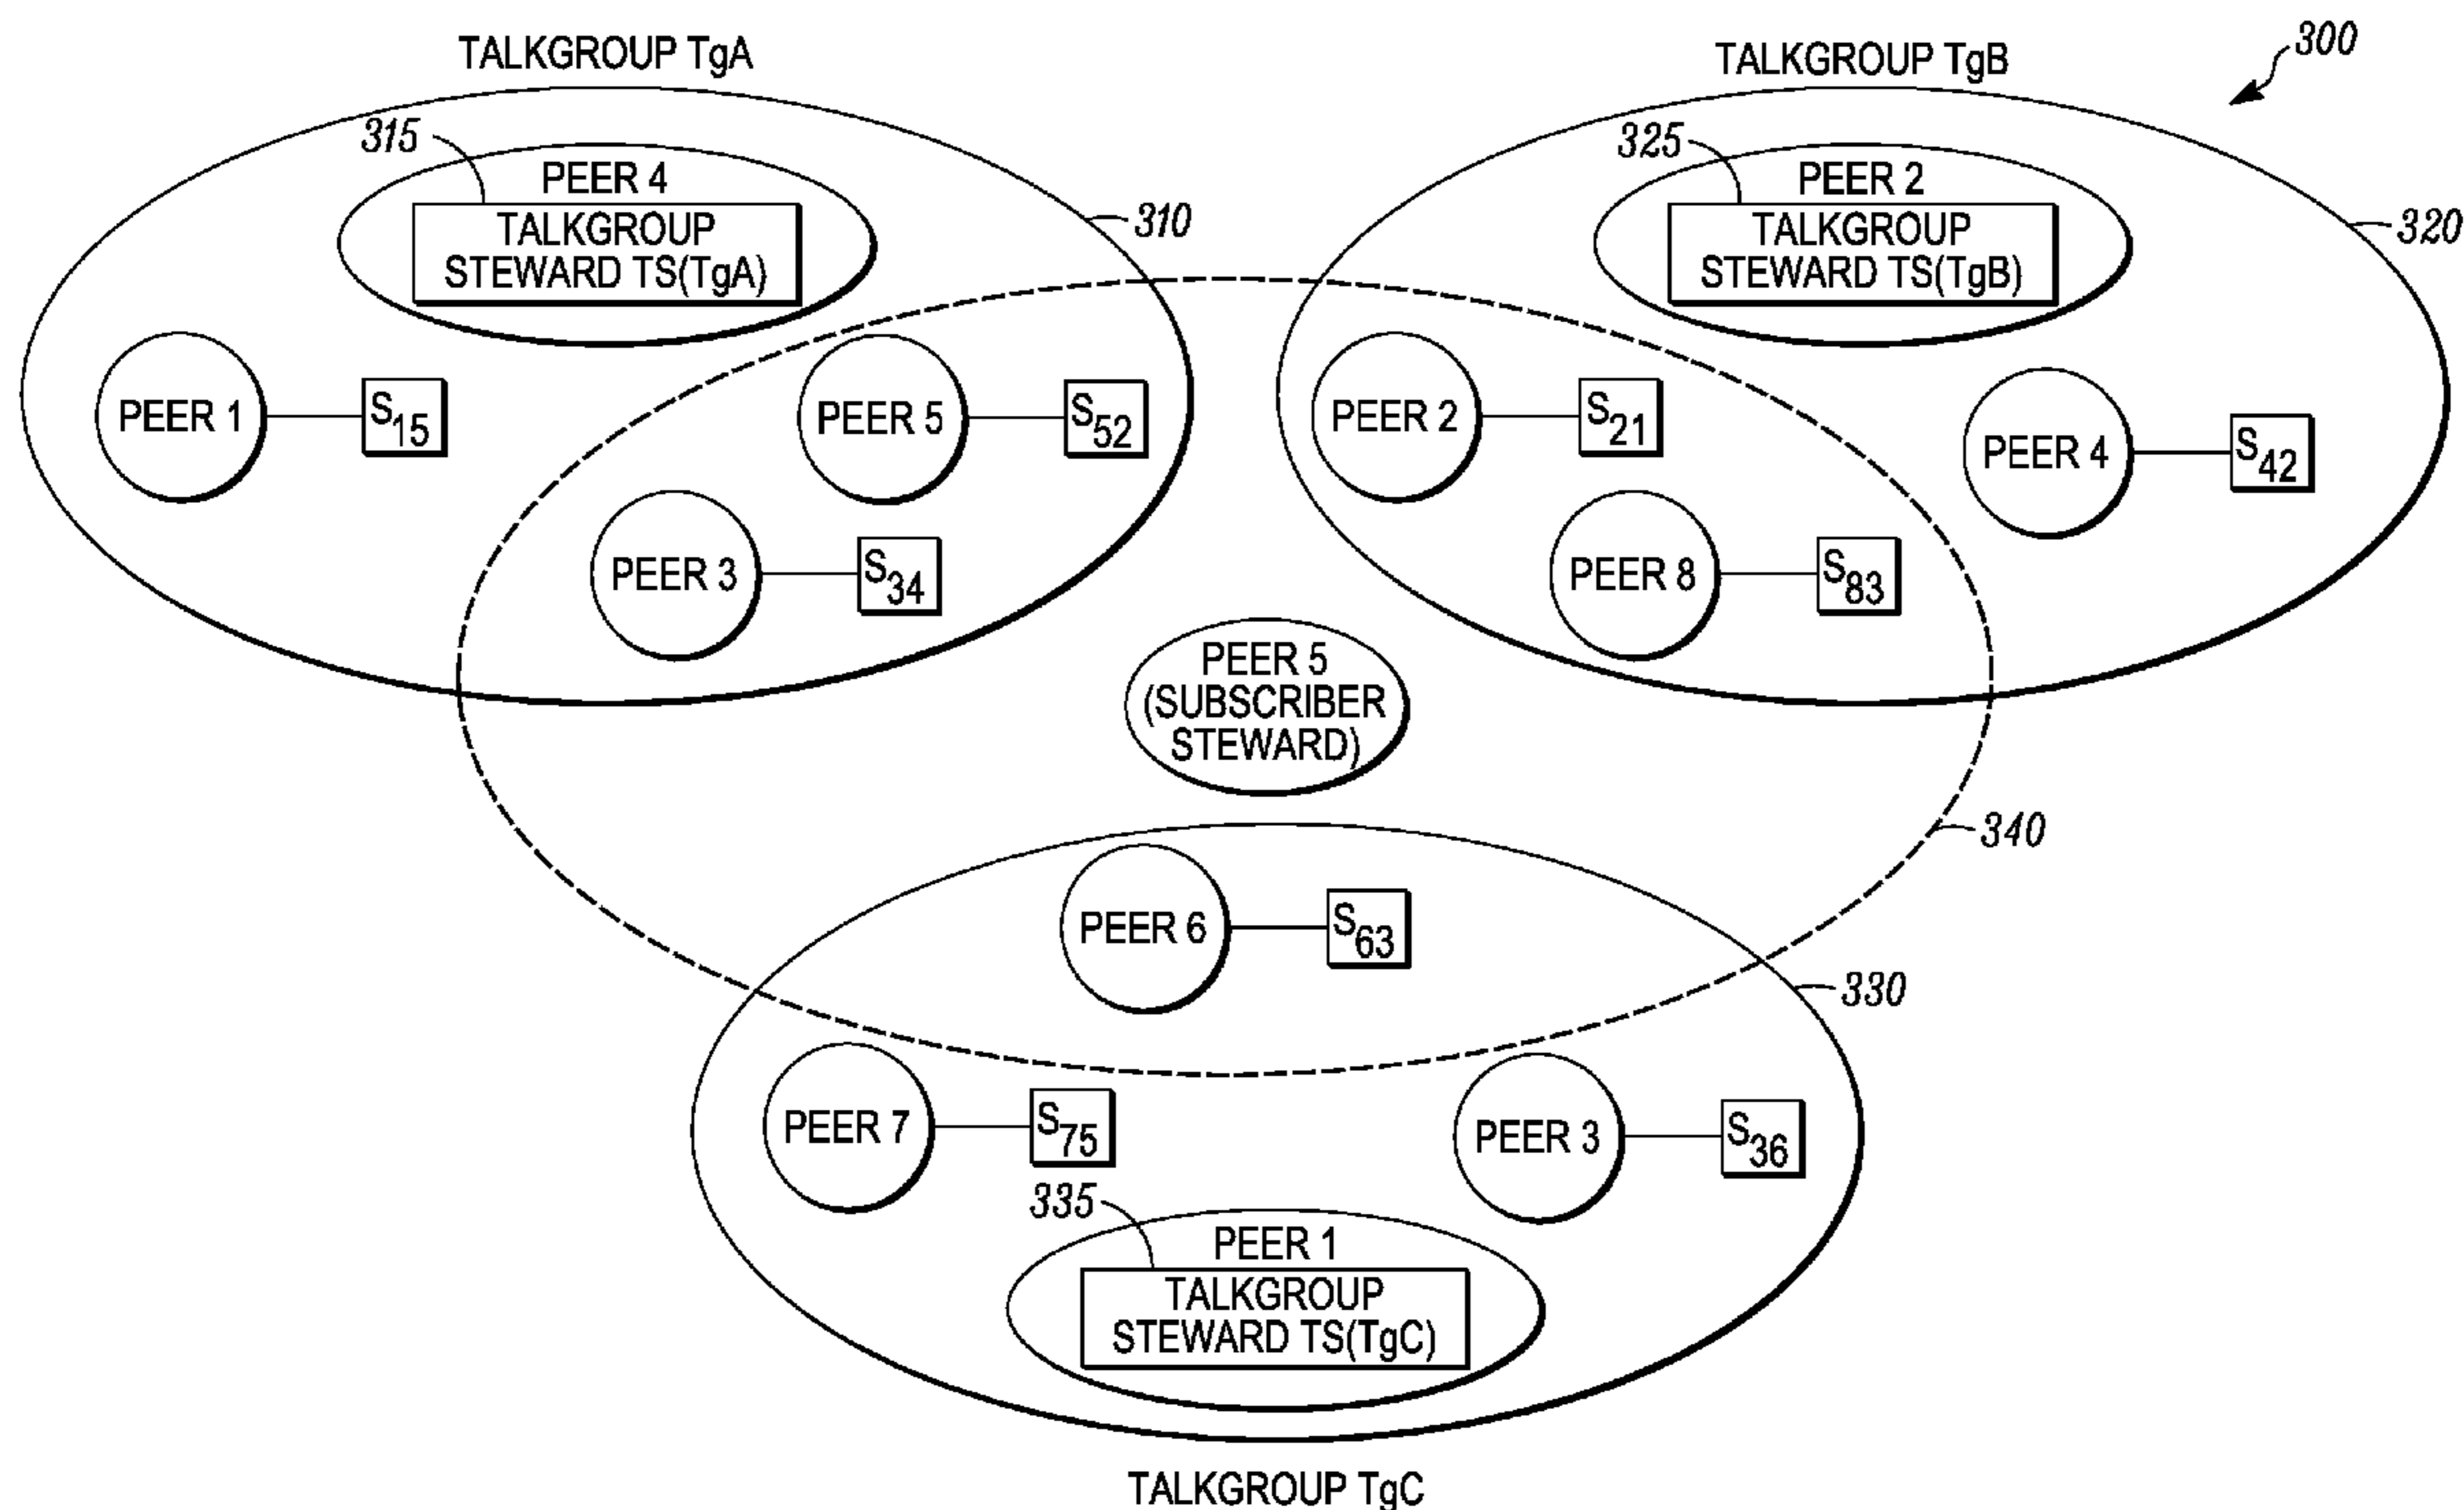 TALKGROUP TgA
TALKGROUP TgB
300
315
PEER 4
TALKGROUP
STEWARD TS(TgA)
310
325
PEER 2
TALKGROUP
STEWARD TS(TgB)
320
PEER 1
S15
PEER 5
S52
PEER 3
S34
PEER 2
S21
PEER 4
S42
PEER 8
S83
PEER 5
(SUBSCRIBER
STEWARD)
340
PEER 6
S63
330
PEER 7
S75
PEER 3
S36
335
PEER 1
TALKGROUP
STEWARD TS(TgC)
TALKGROUP TgC